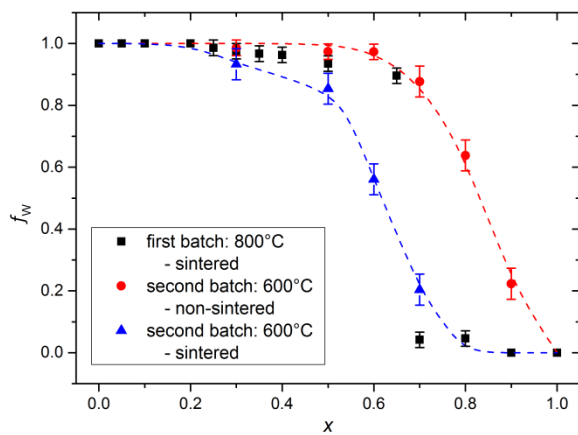 1.0
0.8
0.6
0.4
0.2
0.0
fw
first batch: 800°C
- sintered
second batch: 600°C
- non-sintered
second batch: 600°C
- sintered
0.0 0.2 0.4 0.6 0.8 1.0
x